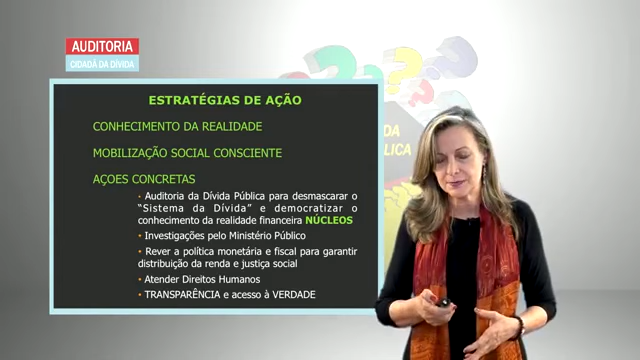 AUDITORIA
CIDADÃ DA DÍVIDA
ESTRATÉGIAS DE AÇÃO
CONHECIMENTO DA REALIDADE
MOBILIZAÇÃO SOCIAL CONSCIENTE
AÇOES CONCRETAS
• Auditoria da Dívida Pública para desmascarar o
"Sistema da Dívida" e democratizar o
conhecimento da realidade financeira NÚCLEOS
• Investigações pelo Ministério Público
• Rever a política monetária e fiscal para garantir
distribuição da renda e justiça social
• Atender Direitos Humanos
• TRANSPARÊNCIA e acesso à VERDADE